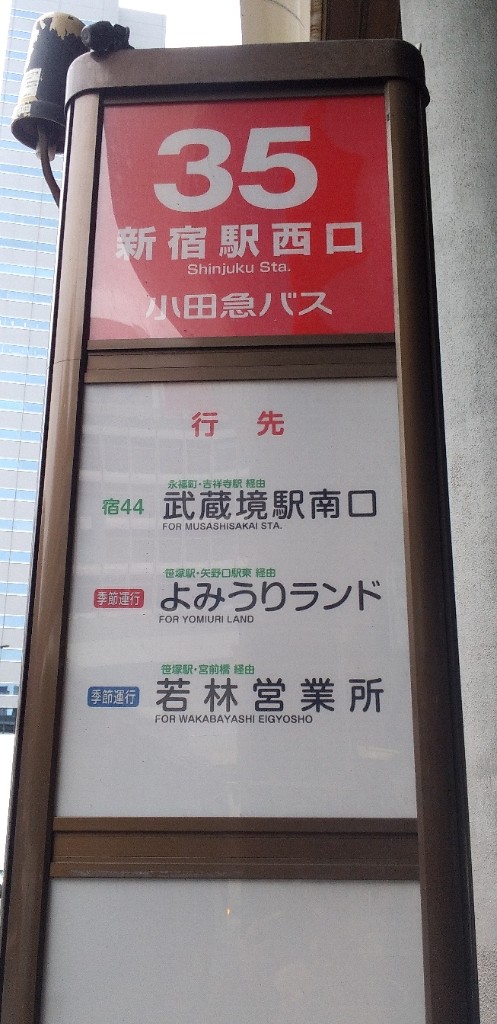 35
新宿駅西口
Shinjuku Sta.
小田急バス
行先
永福町・吉祥寺駅 経由
宿44 武蔵境駅南口
FOR MUSASHISAKAI STA.
笹塚駅・矢野口駅東 経由
季節運行 よみうりランド
FOR YOMIURI LAND
笹塚駅・宮前橋 経由
季節運行 若林営業所
FOR WAKABAYASHI EIGYOSHO